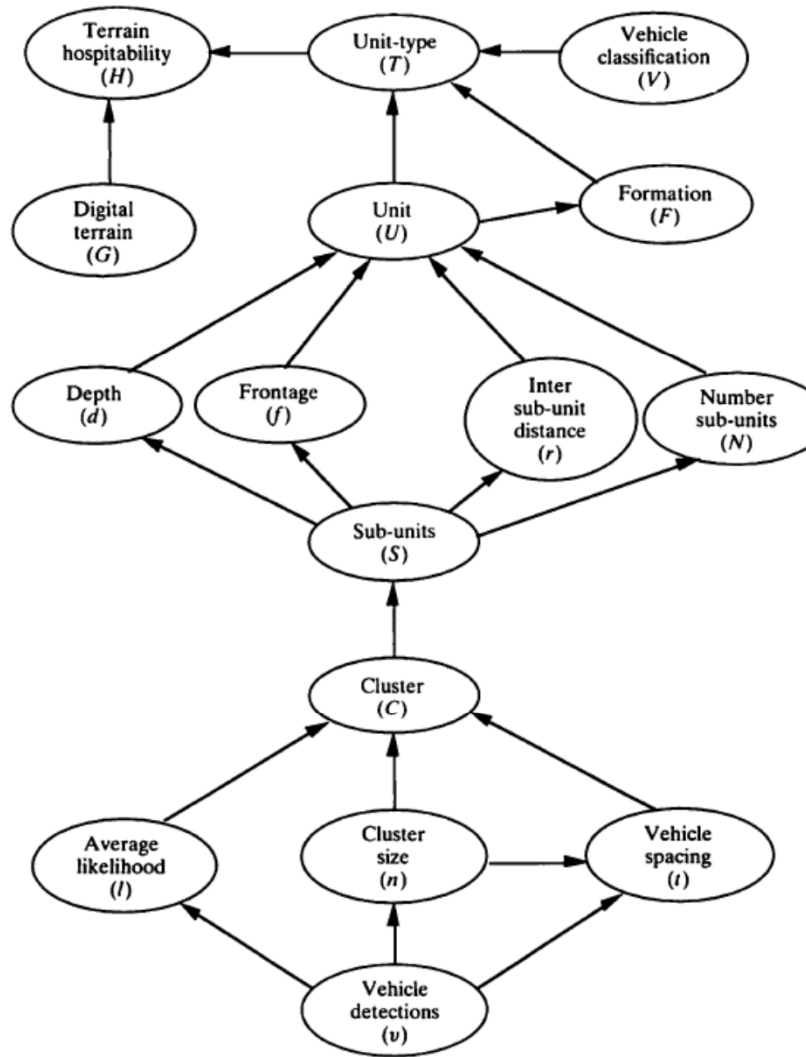 Terrain
hospitability
(H)
Unit-type
(T)
Vehicle
classification
(V)
Digital
terrain
(G)
Unit
(U)
Formation
(F)
Depth
(d)
Frontage
(f)
Inter
sub-unit
distance
(r)
Number
sub-units
(N)
Sub-units
(S)
Cluster
(C)
Average
likelihood
(l)
Cluster
size
(n)
Vehicle
spacing
(t)
Vehicle
detections
(v)